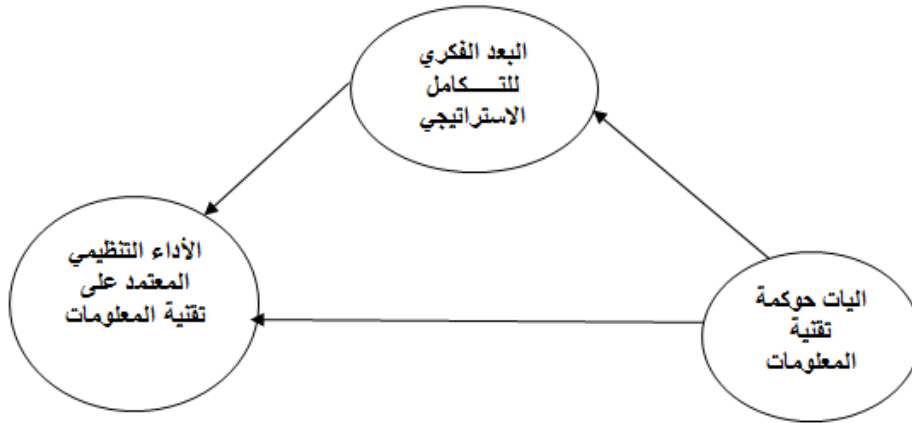 البعد الفكري
للتـــــكامل
الاستراتيجي
اليات حوكمة
تقنية
المعلومات
الأداء التنظيمي
المعتمد على
تقنية المعلومات